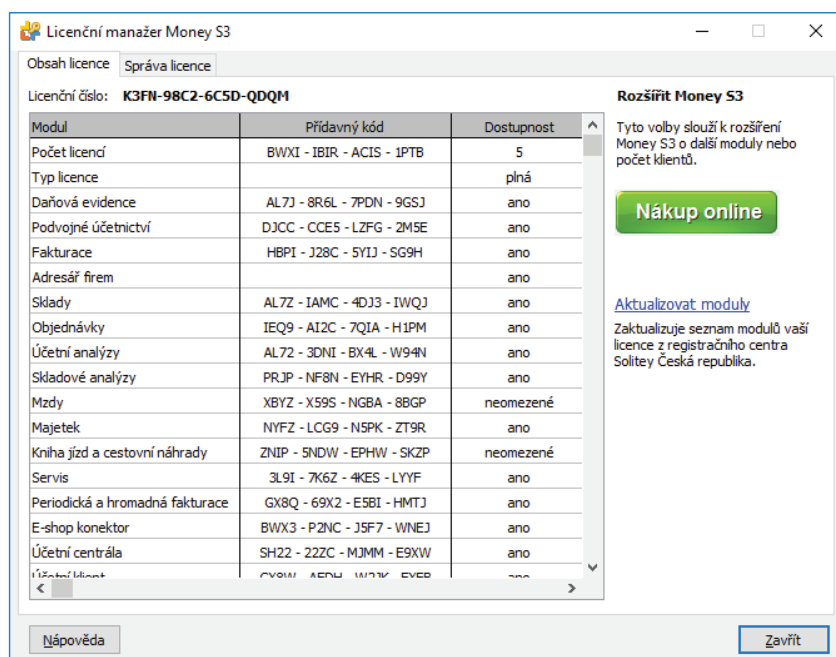 Licenční manažer Money S3
Obsah licence Správa licence
Licenční číslo: K3FN-98C2-6C5D-QDQM
Modul Přídavný kód Dostupnost
Počet licencí BWXI - IBIR - ACIS - 1PTB 5
Typ licence plná
Daňová evidence AL7J - 8R6L - 7PDN - 9GSJ ano
Podvojné účetnictví DJCC - CCE5 - LZFG - 2M5E ano
Fakturace HBPI - J28C - 5YIJ - SG9H ano
Adresář firem ano
Sklady AL7Z - IAMC - 4DJ3 - IWQJ ano
Objednávky IEQ9 - AI2C - 7QIA - H1PM ano
Účetní analýzy AL72 - 3DNI - BX4L - W94N ano
Skladové analýzy PRJP - NF8N - EYHR - D99Y ano
Mzdy XBYZ - X59S - NGBA - 8BGP neomezené
Majetek NYFZ - LCG9 - N5PK - ZT9R ano
Kniha jízd a cestovní náhrady ZNIP - 5NDW - EPHW - SKZP neomezené
Servis 3L9I - 7K6Z - 4KES - LYYF ano
Periodická a hromadná fakturace GX8Q - 69X2 - E5BI - HMTJ ano
E-shop konektor BWX3 - P2NC - J5F7 - WNEJ ano
Účetní centrála SH22 - 22ZC - MJMM - E9XW ano
Účetní klient
Rozšířit Money S3
Tyto volby slouží k rozšíření
Money S3 o další moduly nebo
počet klientů.
Nákup online
Aktualizovat moduly
Zaktualizuje seznam modulů vaší
licence z registračního centra
Solitey Česká republika.
Nápověda
Zavřít